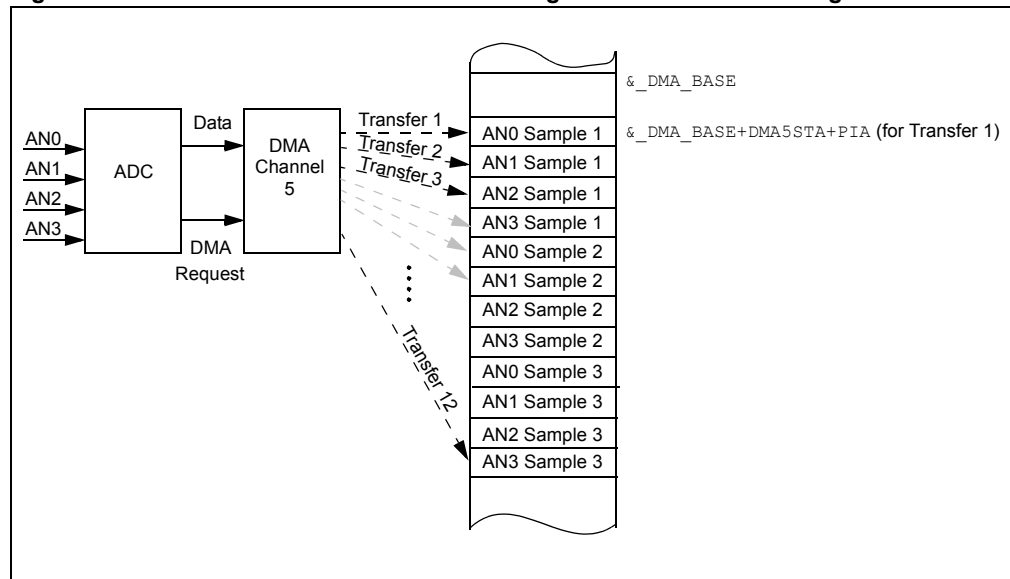 &_DMA_BASE
&_DMA_BASE+DMA5STA+PIA (for Transfer 1)
AN0
AN1
AN2
AN3
ADC
Data
DMA
Request
DMA
Channel
5
Transfer 1
Transfer 2
Transfer 3
Transfer 12
AN0 Sample 1
AN1 Sample 1
AN2 Sample 1
AN3 Sample 1
AN0 Sample 2
AN1 Sample 2
AN2 Sample 2
AN3 Sample 2
AN0 Sample 3
AN1 Sample 3
AN2 Sample 3
AN3 Sample 3